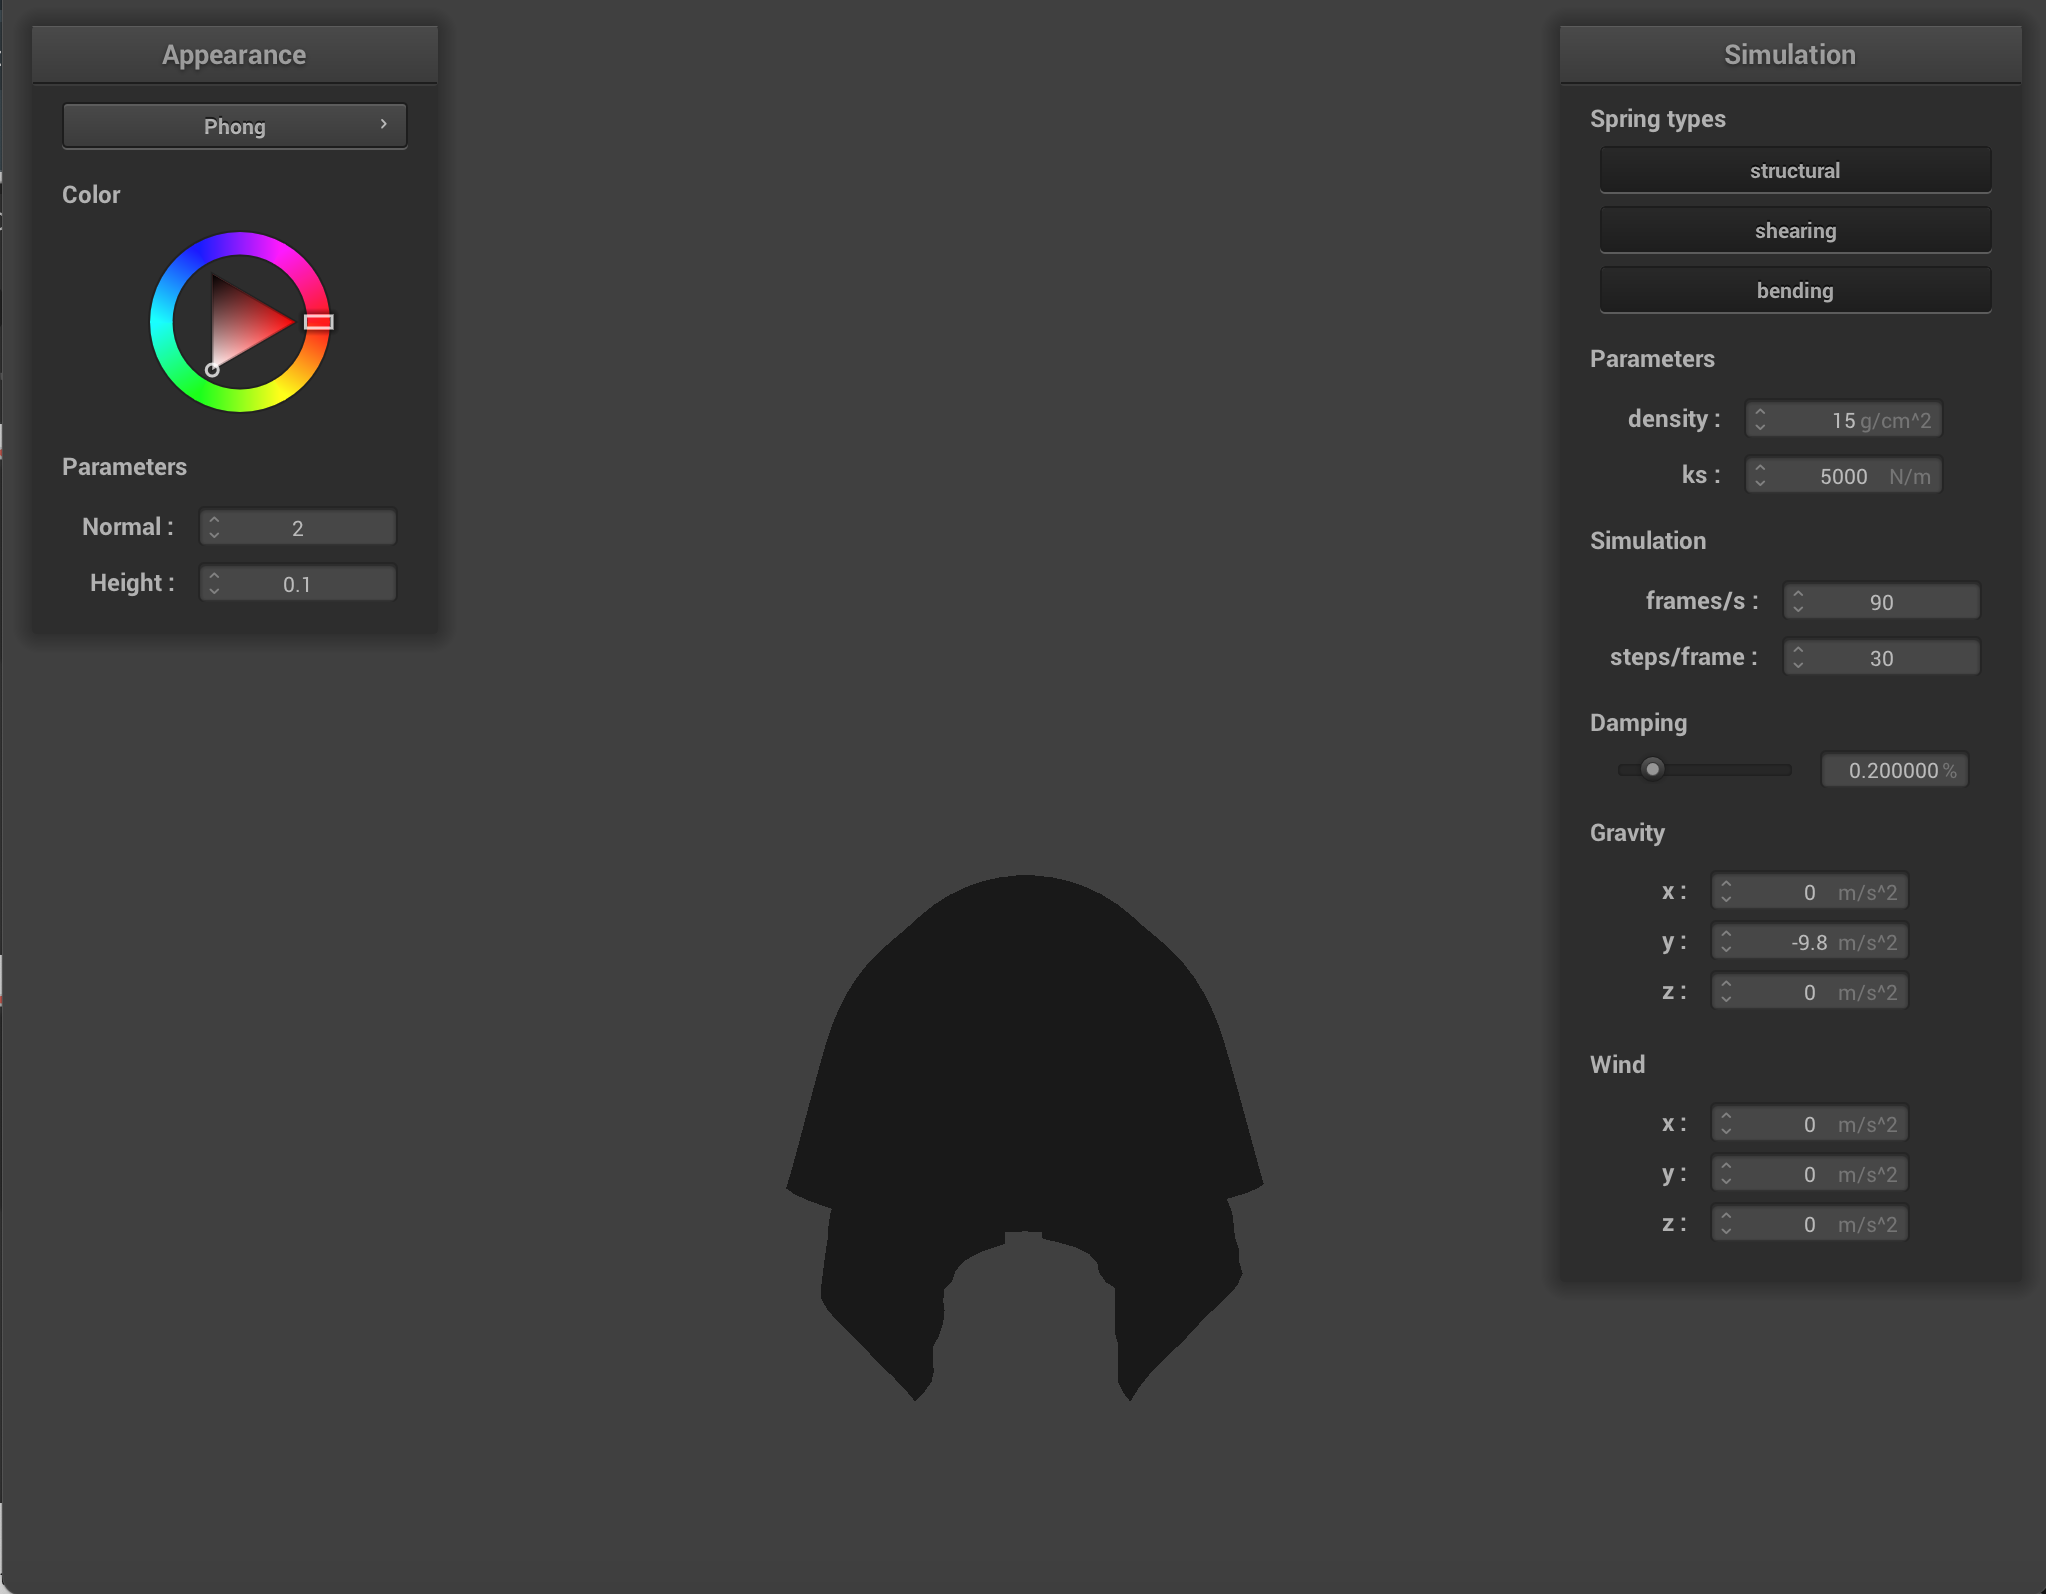 Appearance
Phong
Color
Parameters
Normal : 2
Height : 0.1
Simulation
Spring types
structural
shearing
bending
Parameters
density : 15 g/cm^2
ks : 5000 N/m
Simulation
frames/s : 90
steps/frame : 30
Damping
0.200000 %
Gravity
x : 0 m/s^2
y : -9.8 m/s^2
z : 0 m/s^2
Wind
x : 0 m/s^2
y : 0 m/s^2
z : 0 m/s^2